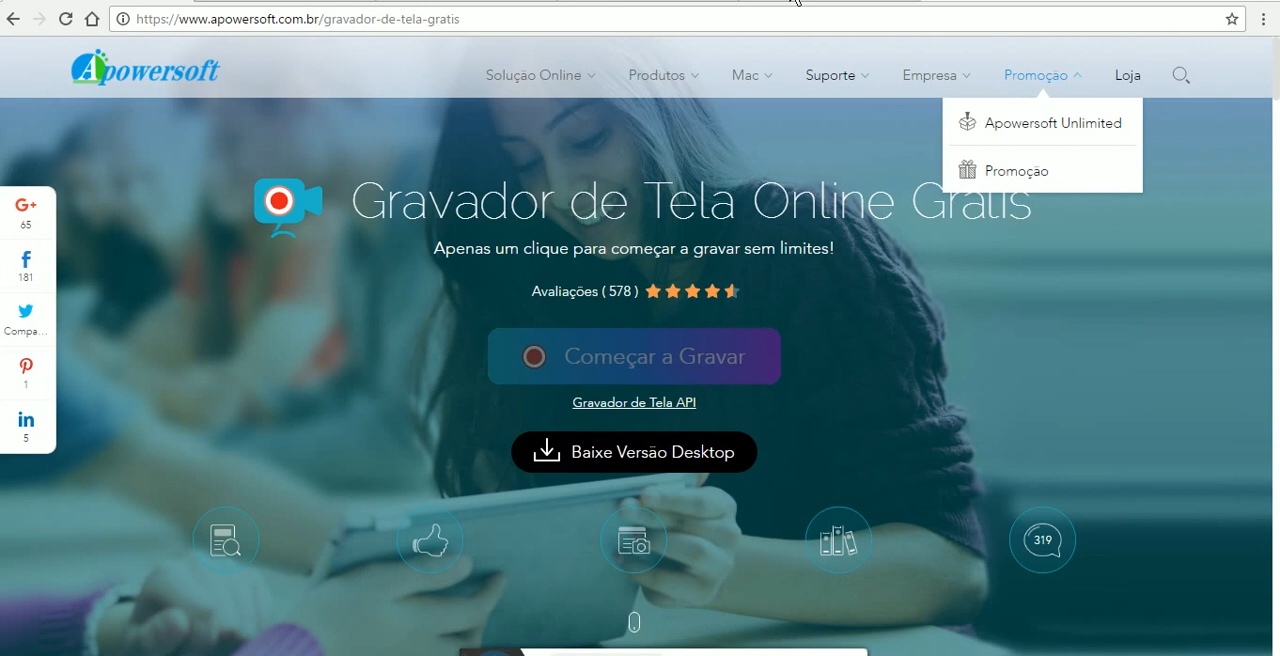 https://www.apowersoft.com.br/gravador-de-tela-gratis
Apowersoft
Solução Online
Produtos
Mac
Suporte
Empresa
Promoção
Loja
Apowersoft Unlimited
Promoção
Gravador de Tela Online Grátis
Apenas um clique para começar a gravar sem limites!
Avaliações ( 578 )
Começar a Gravar
Gravador de Tela API
Baixe Versão Desktop
G+
65
f
181
Compa...
1
in
5
319